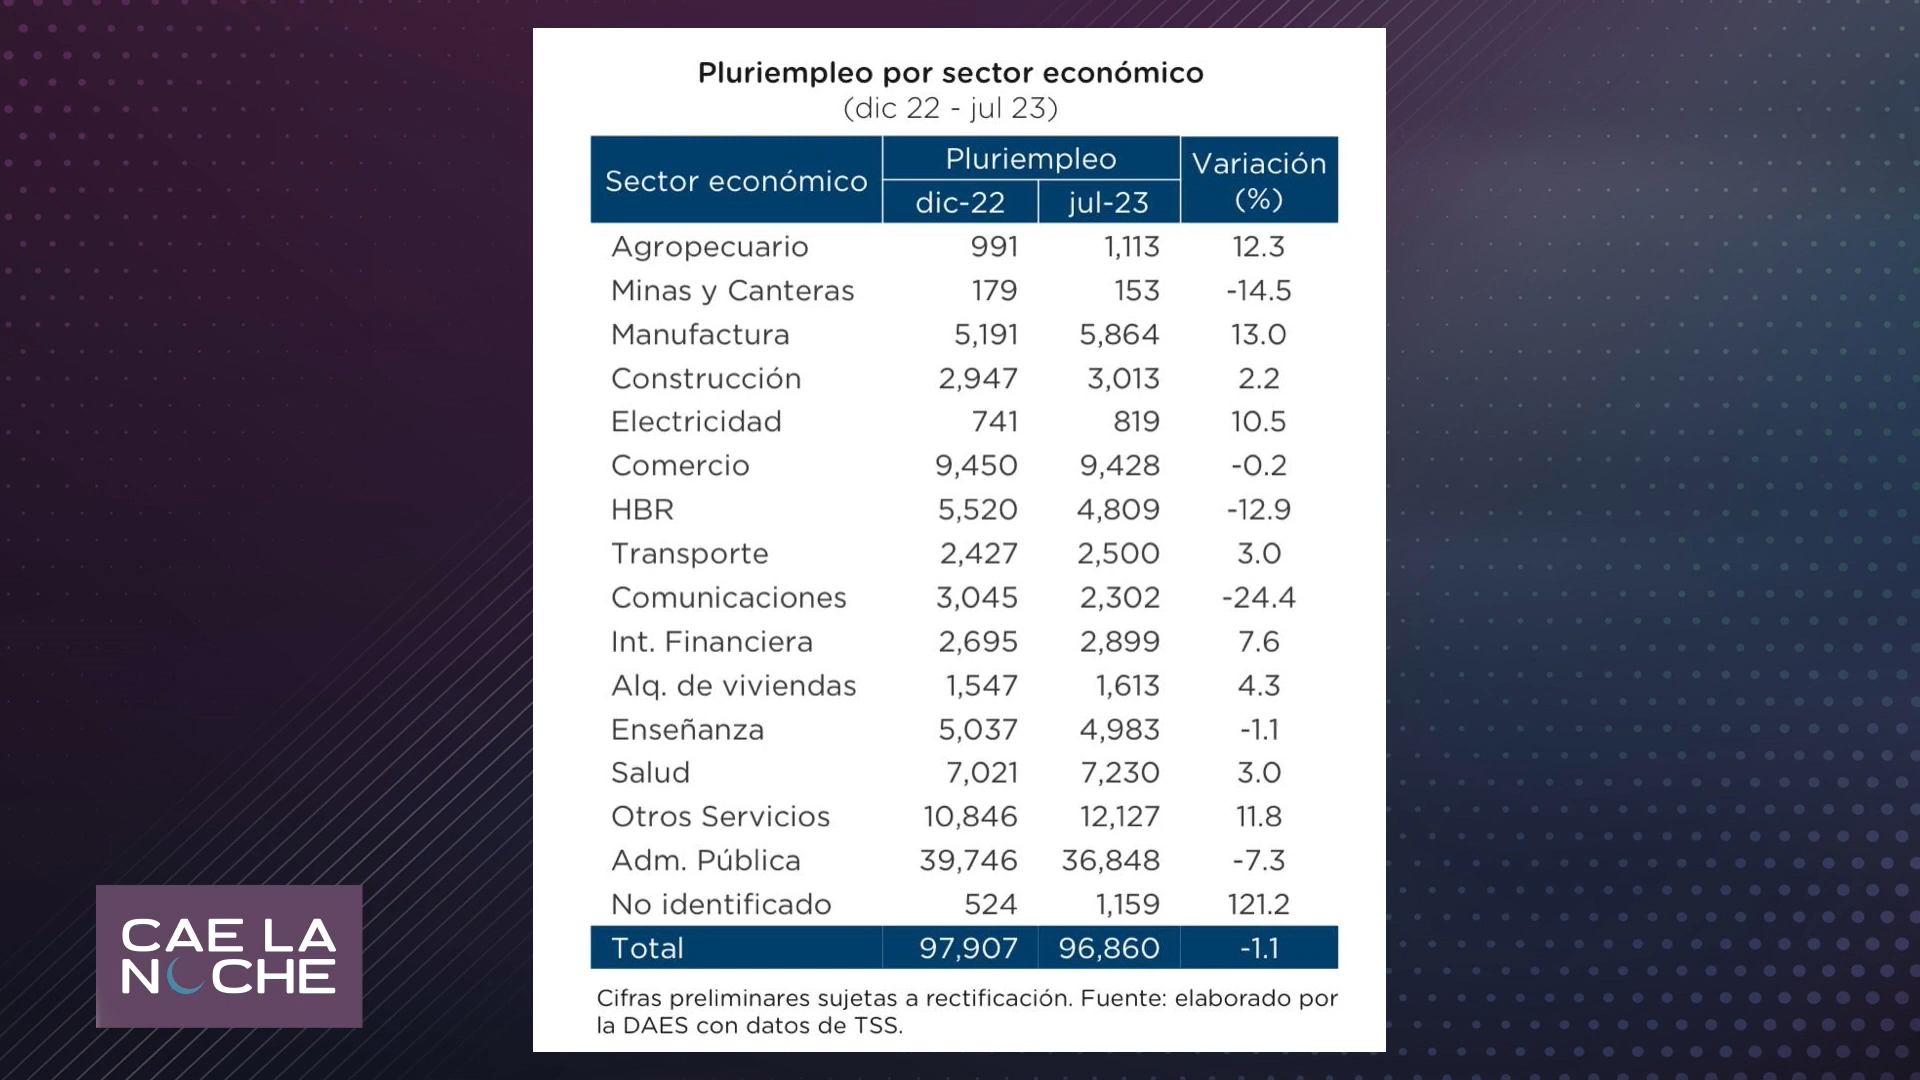 Pluriempleo por sector económico
(dic 22 - jul 23)
Sector económico Pluriempleo Variación (%)
dic-22 jul-23
Agropecuario 991 1,113 12.3
Minas y Canteras 179 153 -14.5
Manufactura 5,191 5,864 13.0
Construcción 2,947 3,013 2.2
Electricidad 741 819 10.5
Comercio 9,450 9,428 -0.2
HBR 5,520 4,809 -12.9
Transporte 2,427 2,500 3.0
Comunicaciones 3,045 2,302 -24.4
Int. Financiera 2,695 2,899 7.6
Alq. de viviendas 1,547 1,613 4.3
Enseñanza 5,037 4,983 -1.1
Salud 7,021 7,230 3.0
Otros Servicios 10,846 12,127 11.8
Adm. Pública 39,746 36,848 -7.3
No identificado 524 1,159 121.2
Total 97,907 96,860 -1.1
Cifras preliminares sujetas a rectificación. Fuente: elaborado por
la DAES con datos de TSS.
CAE LA
NOCHE